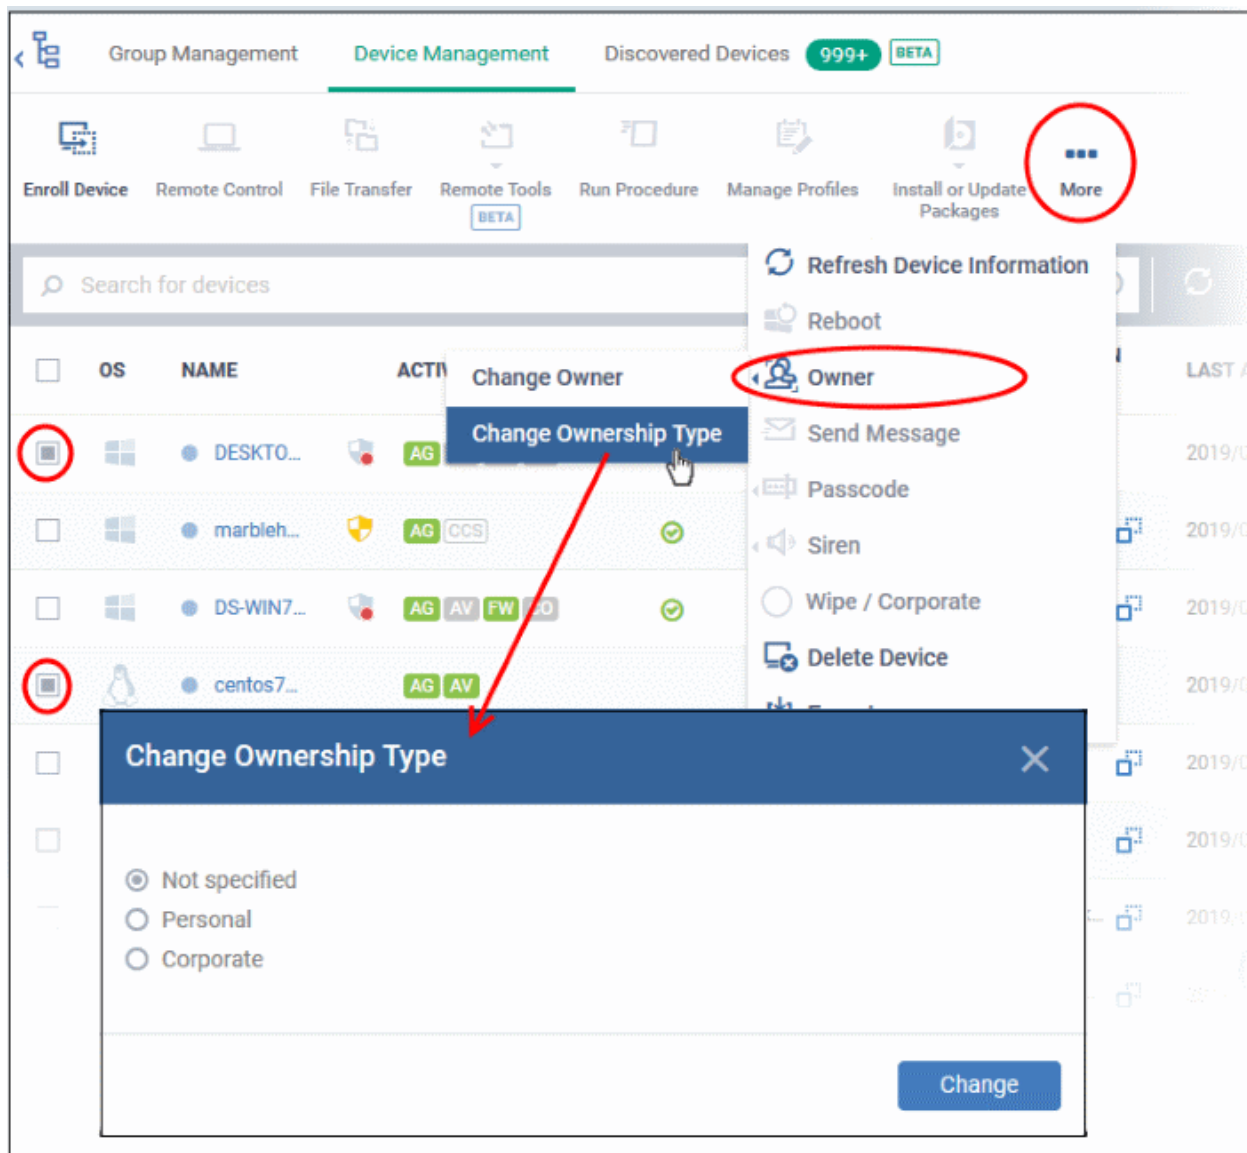 Group Management Device Management Discovered Devices 999+ BETA
Enroll Device Remote Control File Transfer Remote Tools Run Procedure Manage Profiles Install or Update More
BETA Packages
Refresh Device Information
Search for devices
Reboot
OS NAME Change Owner Owner LAST
Change Ownership Type Send Message
DESKTO... AG 2019/
Passcode
marbleh... AG CCS 2019/
Siren
Wipe / Corporate
DS-WIN7... AG AV FW CO 2019/
Delete Device
centos7... AG AV 2019/
Change Ownership Type
2019/
2019/
Not specified
Personal 2019/
Corporate
Change